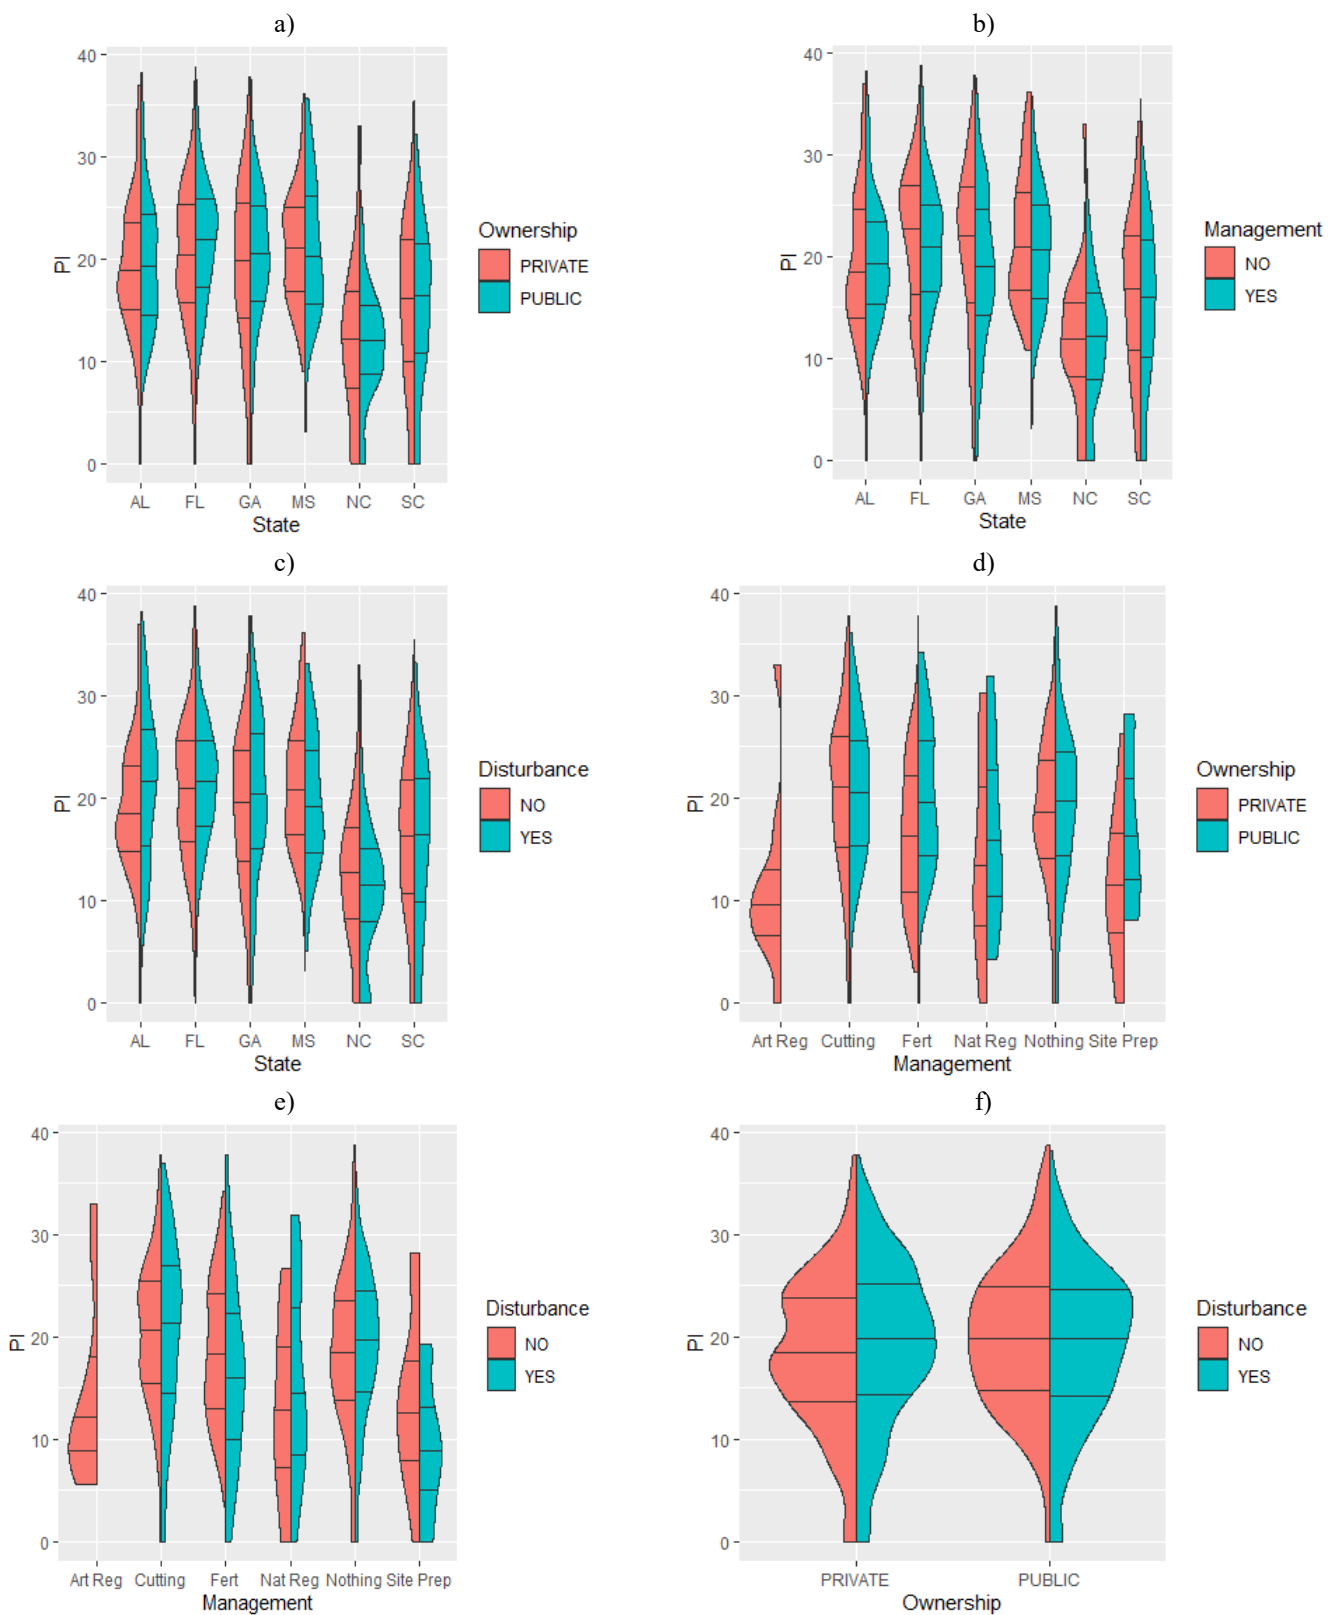 a)
40
30
20
10
0
PI
AL FL GA MS NC SC
State
Ownership
PRIVATE
PUBLIC
b)
40
30
20
10
0
PI
AL FL GA MS NC SC
State
Management
NO
YES
c)
40
30
20
10
0
PI
AL FL GA MS NC SC
State
Disturbance
NO
YES
d)
40
30
20
10
0
PI
Art Reg Cutting Fert Nat Reg Nothing Site Prep
Management
Ownership
PRIVATE
PUBLIC
e)
40
30
20
10
0
PI
Art Reg Cutting Fert Nat Reg Nothing Site Prep
Management
Disturbance
NO
YES
f)
40
30
20
10
0
PI
PRIVATE PUBLIC
Ownership
Disturbance
NO
YES